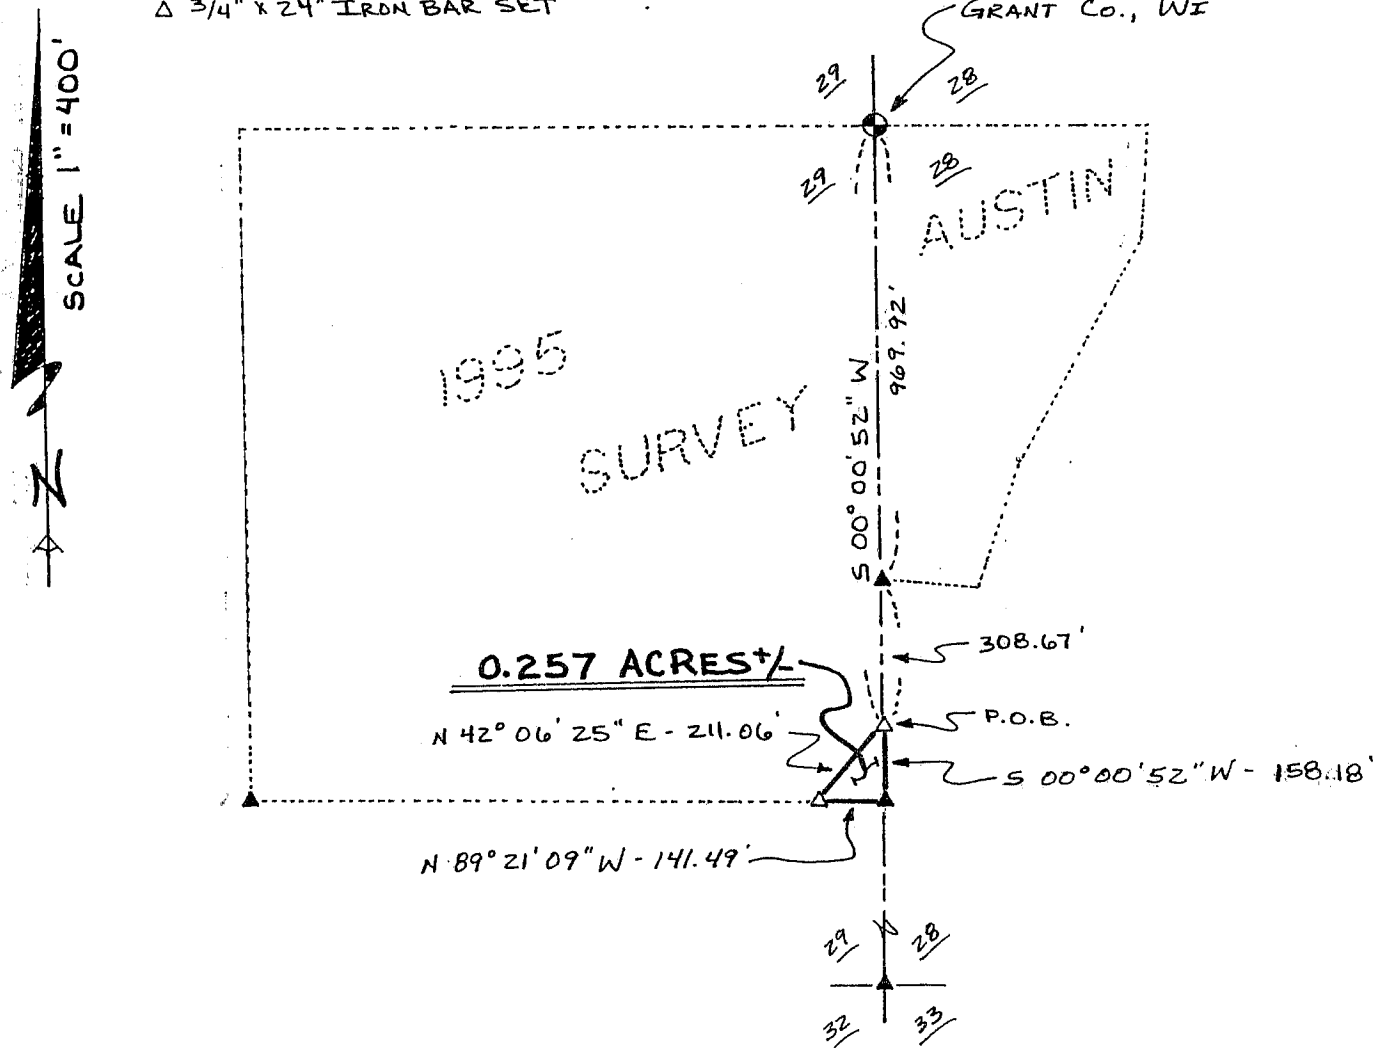 △ 3/4" x 24" IRON BAR SET
GRANT CO., WI
SCALE 1" = 400'
29
28
29
28
AUSTIN
1995
SURVEY
S 00° 00' 52" W
969.92'
308.67'
0.257 ACRES+/-
N 42° 06' 25" E - 211.06'
P.O.B.
S 00° 00' 52" W - 158.18'
N 89° 21' 09" W - 141.49'
N
29
28
32
33